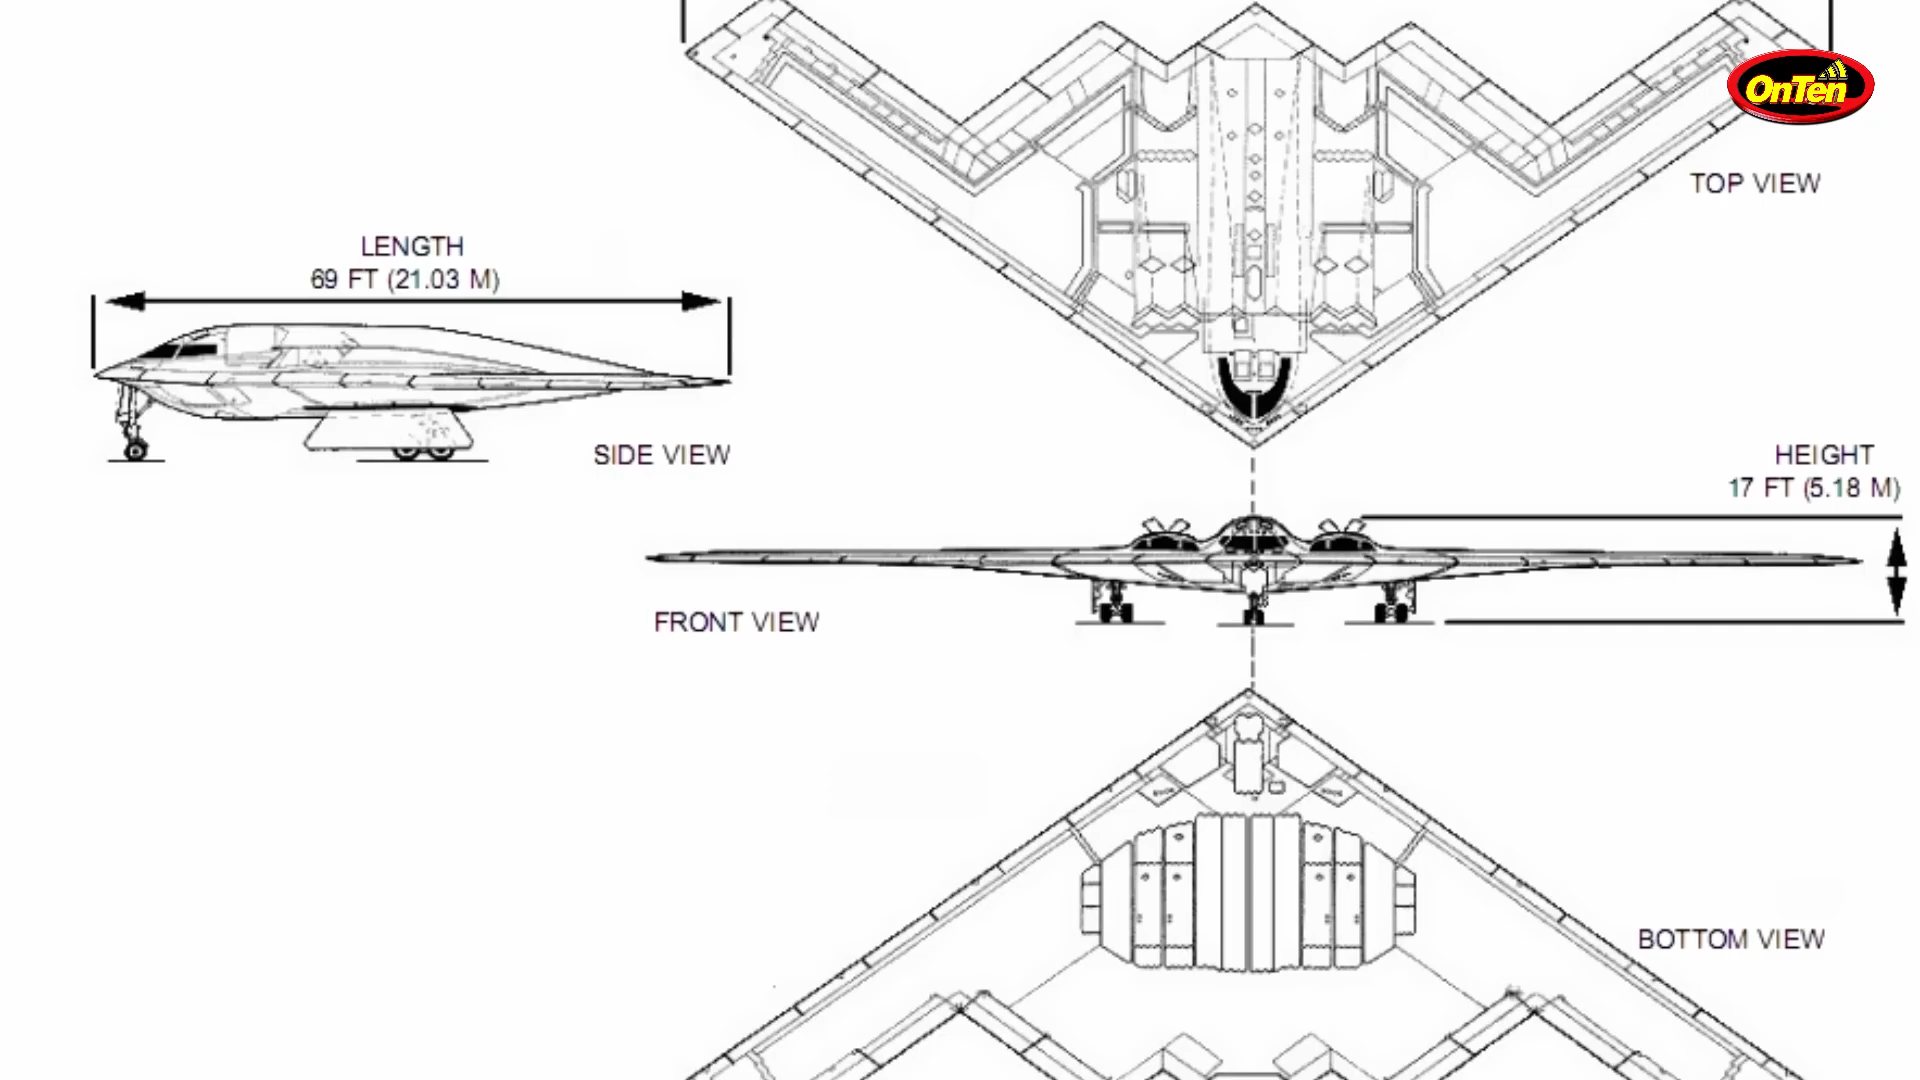 OnTen
TOP VIEW
LENGTH
69 FT (21.03 M)
SIDE VIEW
HEIGHT
17 FT (5.18 M)
FRONT VIEW
BOTTOM VIEW